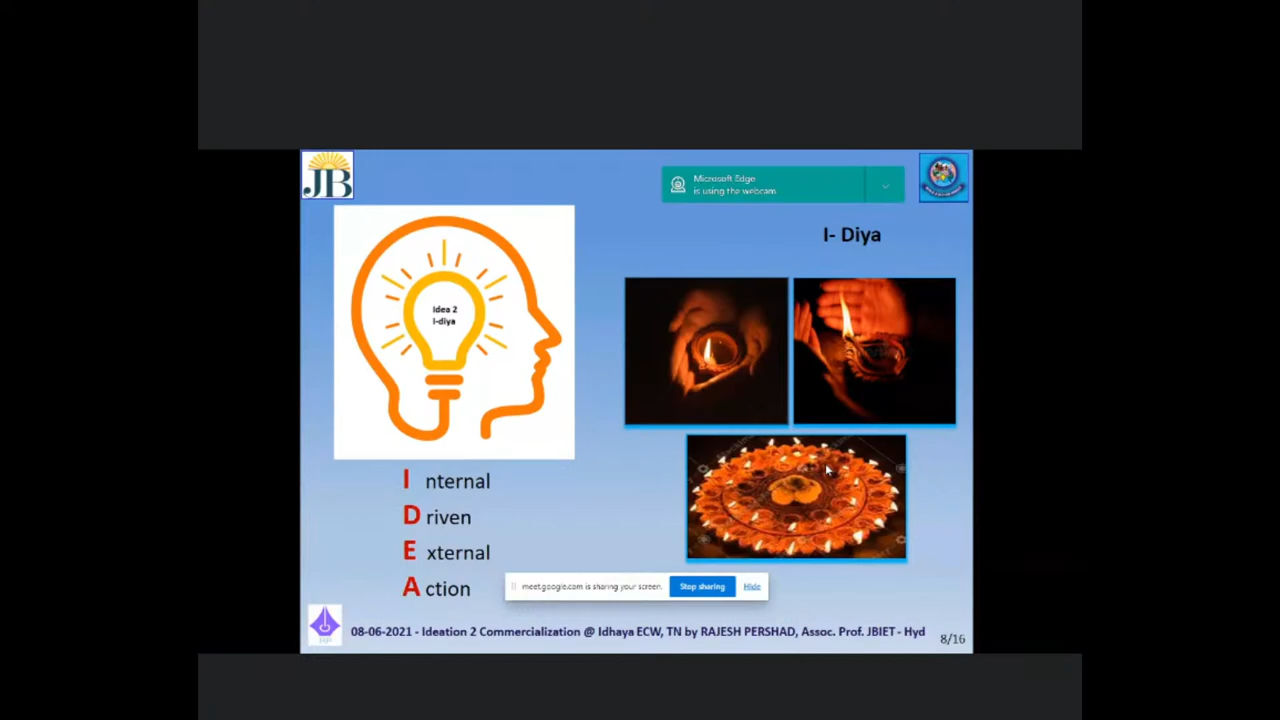 JB
Microsoft Edge
is using the webcam.
I- Diya
Idea 2
I-diya
I nternal
D riven
E xternal
A ction
meet.google.com is sharing your screen.
Stop sharing
Hide
08-06-2021 - Ideation 2 Commercialization @ Idhaya ECW, TN by RAJESH PERSHAD, Assoc. Prof. JBIET - Hyd
8/16